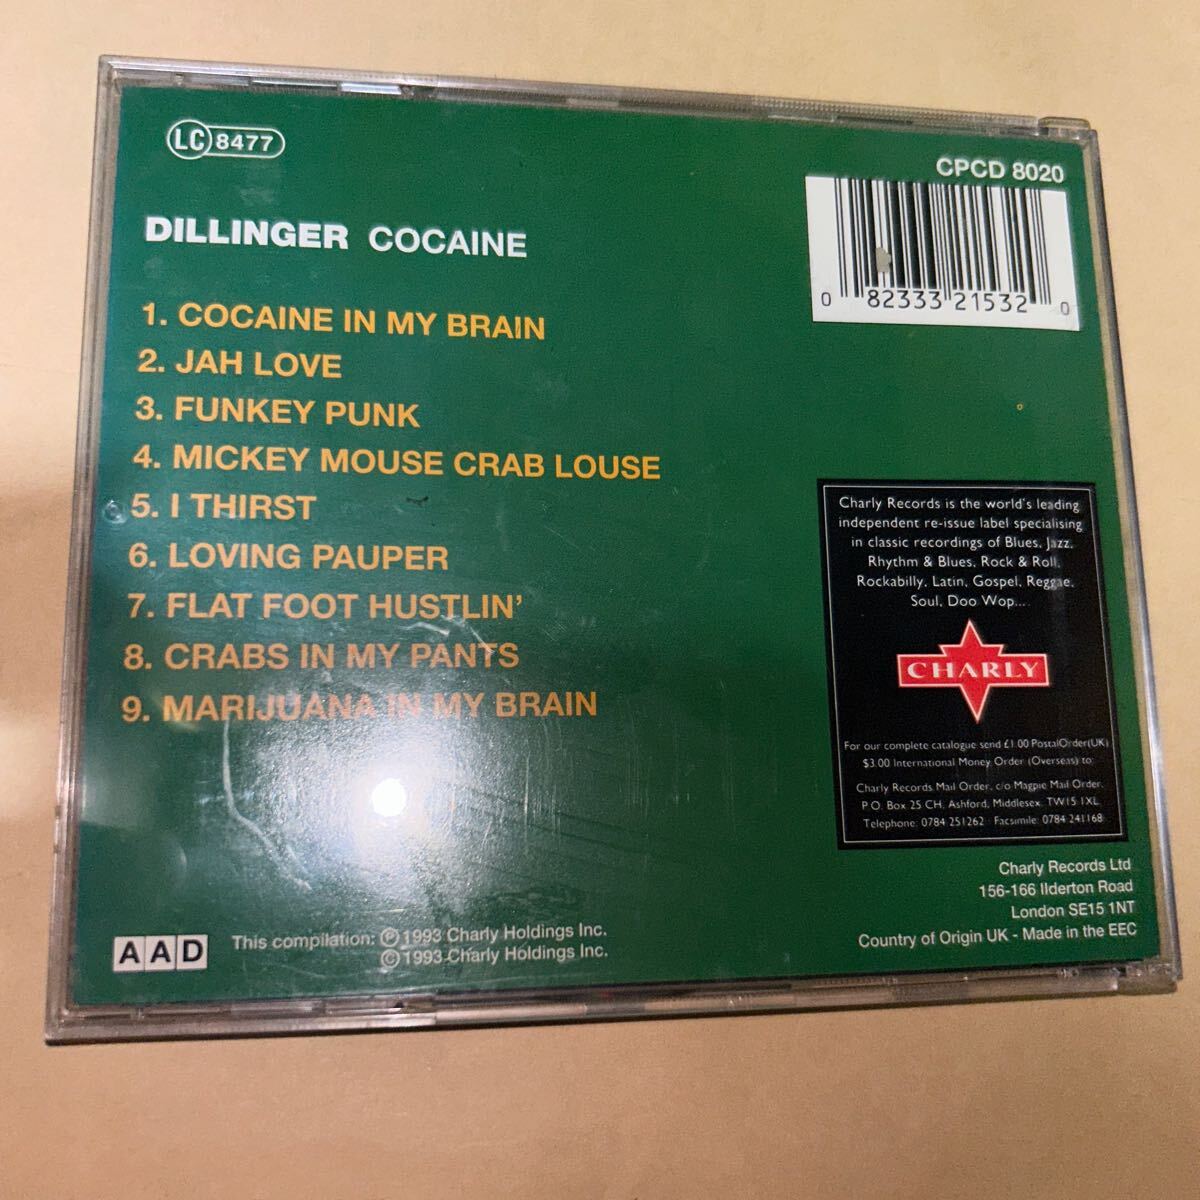 LC 8477
CPCD 8020
0 82333 21532 0
DILLINGER COCAINE
1. COCAINE IN MY BRAIN
2. JAH LOVE
3. FUNKEY PUNK
4. MICKEY MOUSE CRAB LOUSE
5. I THIRST
6. LOVING PAUPER
7. FLAT FOOT HUSTLIN'
8. CRABS IN MY PANTS
9. MARIJUANA IN MY BRAIN
Charly Records is the world's leading
independent re-issue label specialising
in classic recordings of Blues, Jazz,
Rhythm & Blues, Rock & Roll,
Rockabilly, Latin, Gospel, Reggae,
Soul, Doo Wop...
CHARLY
For our complete catalogue send £1.00 PostalOrder(UK)
$3.00 International Money Order (Overseas) to:
Charly Records Mail Order, c/o Magpie Mail Order,
P.O. Box 25 CH, Ashford, Middlesex, TW15 1XL
Telephone: 0784 251262 Facsimile: 0784 241168
Charly Records Ltd
156-166 Ilderton Road
London SE15 1NT
Country of Origin UK - Made in the EEC
AAD
This compilation: ℗ 1993 Charly Holdings Inc.
© 1993 Charly Holdings Inc.